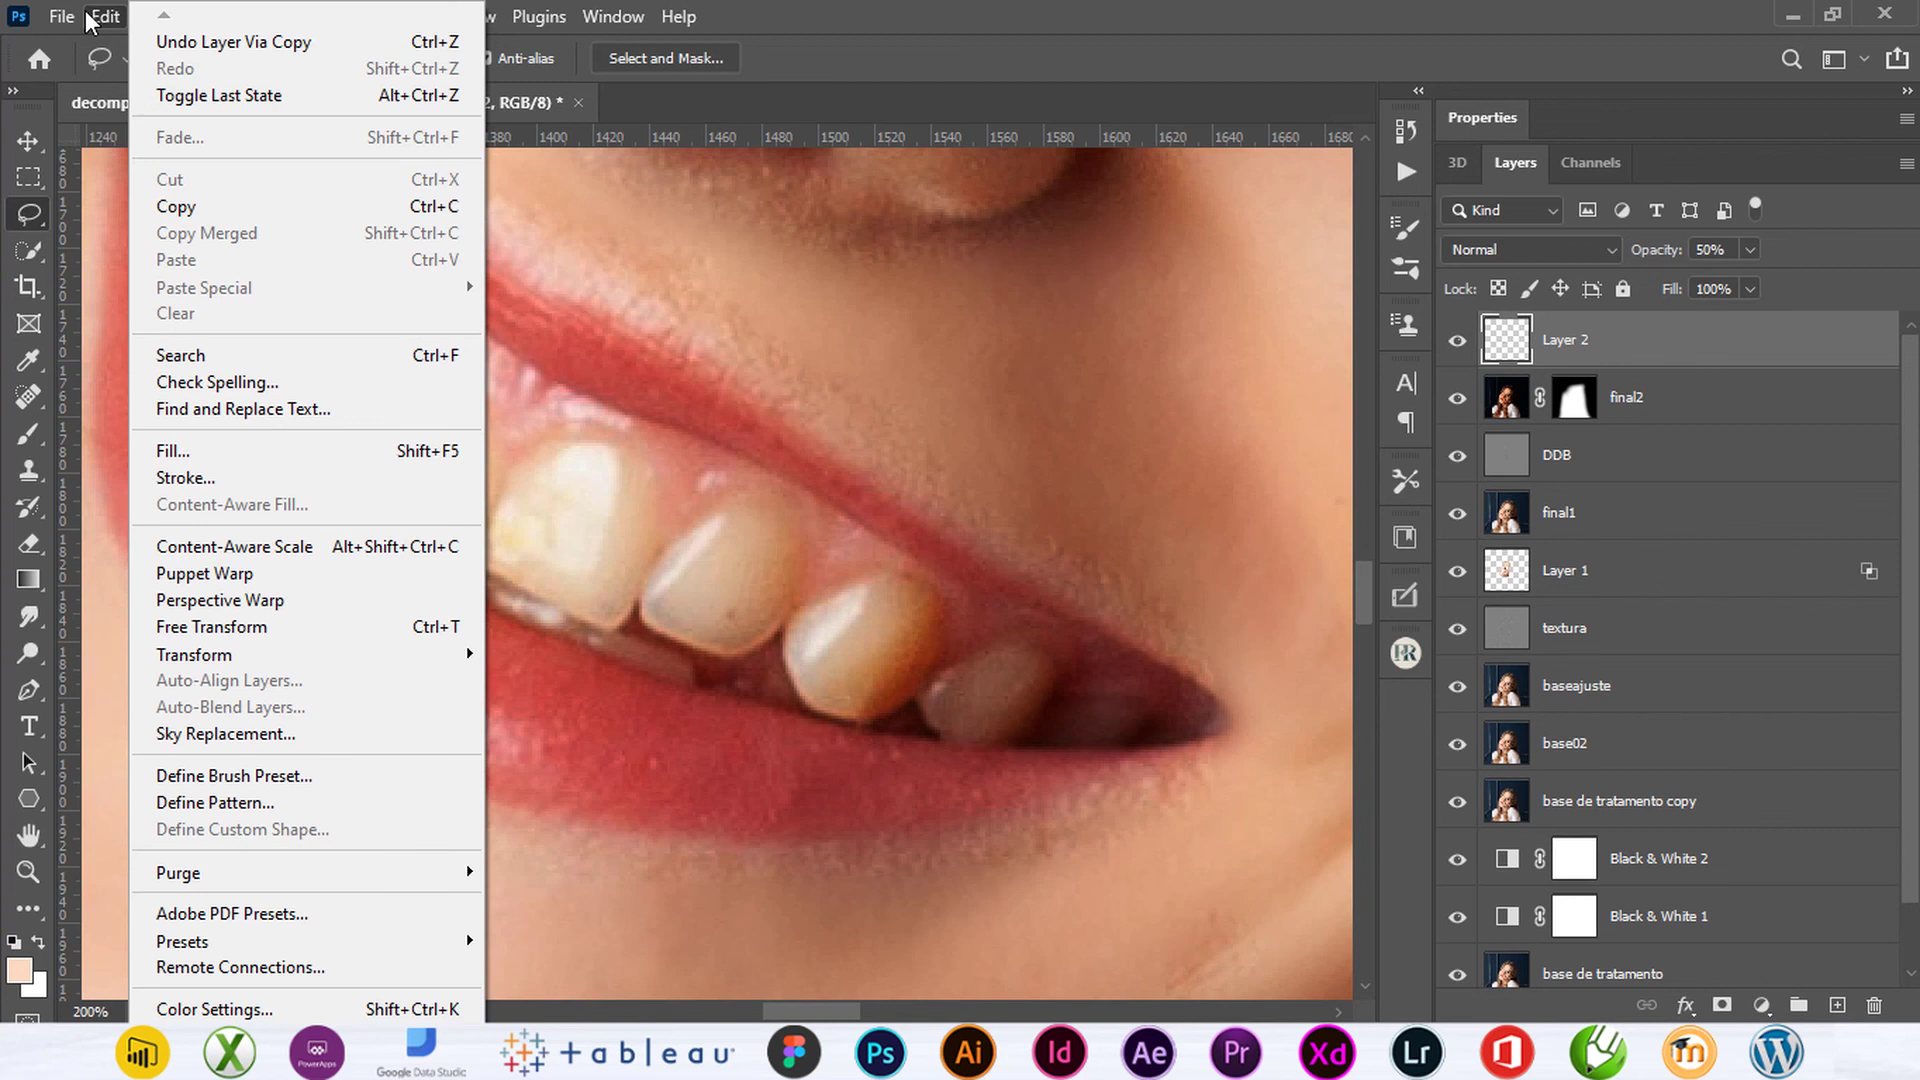 Ps File Edit w Plugins Window Help
Anti-alias Select and Mask...
decomp 2, RGB/8) * ×
1240 1380 1400 1420 1440 1460 1480 1500 1520 1540 1560 1580 1600 1620 1640 1660 1680
Undo Layer Via Copy Ctrl+Z
Redo Shift+Ctrl+Z
Toggle Last State Alt+Ctrl+Z
Fade... Shift+Ctrl+F
Cut Ctrl+X
Copy Ctrl+C
Copy Merged Shift+Ctrl+C
Paste Ctrl+V
Paste Special
Clear
Search Ctrl+F
Check Spelling...
Find and Replace Text...
Fill... Shift+F5
Stroke...
Content-Aware Fill...
Content-Aware Scale Alt+Shift+Ctrl+C
Puppet Warp
Perspective Warp
Free Transform Ctrl+T
Transform
Auto-Align Layers...
Auto-Blend Layers...
Sky Replacement...
Define Brush Preset...
Define Pattern...
Define Custom Shape...
Purge
Adobe PDF Presets...
Presets
Remote Connections...
Color Settings... Shift+Ctrl+K
200%
Properties
3D Layers Channels
Kind
Normal Opacity: 50%
Lock: Fill: 100%
Layer 2
final2
DDB
final1
Layer 1
textura
baseajuste
base02
base de tratamento copy
Black & White 2
Black & White 1
base de tratamento
fx
PowerApps
Google Data Studio
+ a b l e a u
Ps Ai Id Ae Pr Xd Lr